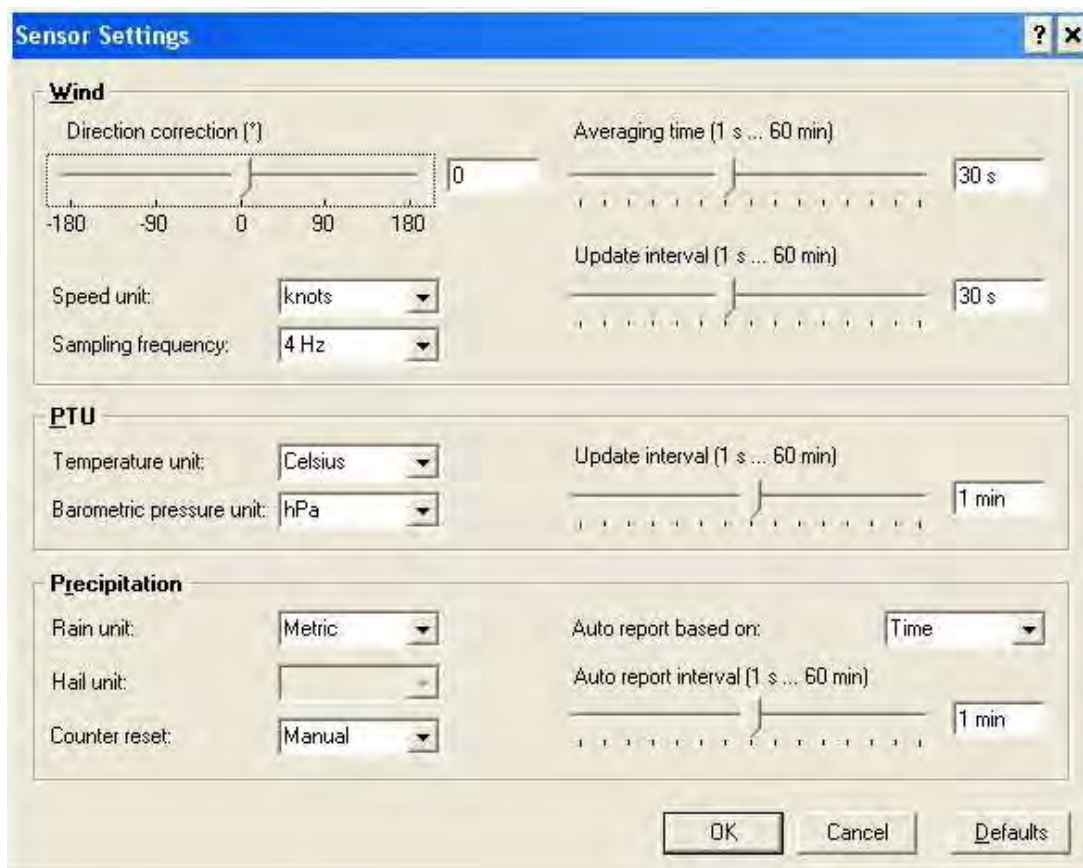 Sensor Settings
? ×
Wind
Direction correction (°)
0
-180 -90 0 90 180
Averaging time (1 s ... 60 min)
30 s
Update interval (1 s ... 60 min)
30 s
Speed unit: knots
Sampling frequency: 4 Hz
PTU
Temperature unit: Celsius
Barometric pressure unit: hPa
Update interval (1 s ... 60 min)
1 min
Precipitation
Rain unit: Metric
Hail unit:
Counter reset: Manual
Auto report based on: Time
Auto report interval (1 s ... 60 min)
1 min
OK Cancel Defaults